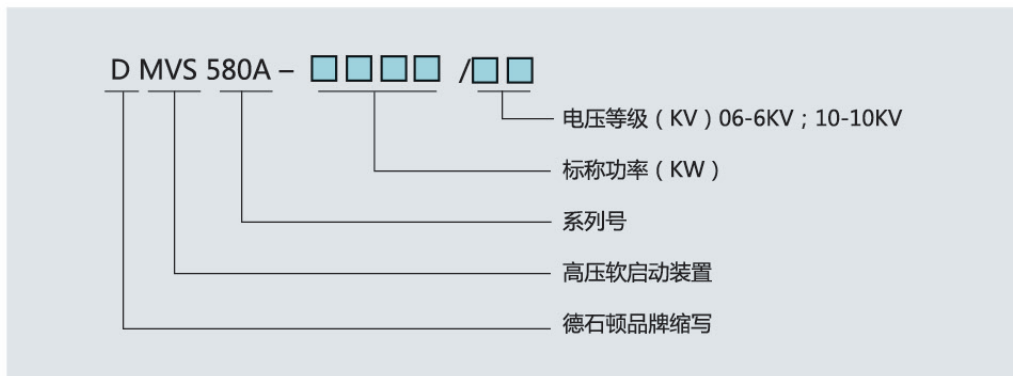 D MVS 580A – □□□□ /□□
电压等级（KV）06-6KV；10-10KV
标称功率（KW）
系列号
高压软启动装置
德石顿品牌缩写